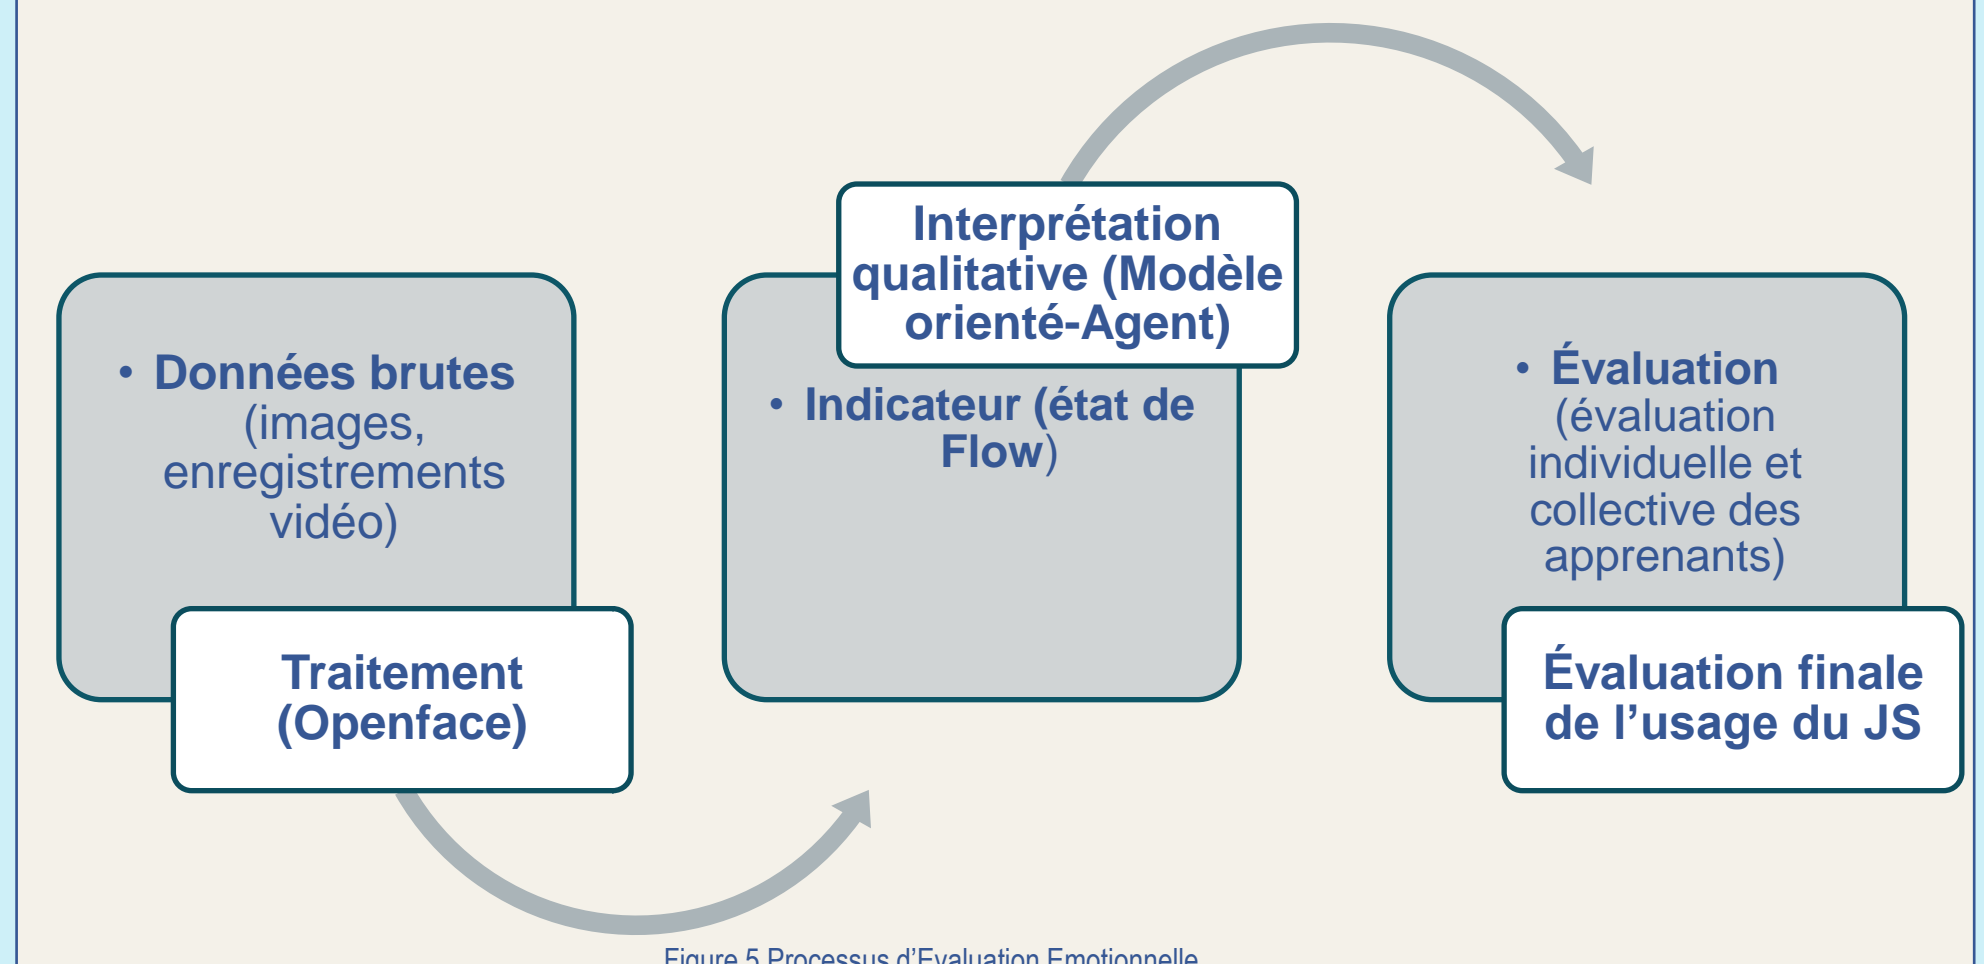 • Données brutes
(images,
enregistrements
vidéo)
Traitement
(Openface)
Interprétation
qualitative (Modèle
orienté-Agent)
• Indicateur (état de
Flow)
• Évaluation
(évaluation
individuelle et
collective des
apprenants)
Évaluation finale
de l’usage du JS
Figure 5 Processus d’Evaluation Emotionnelle